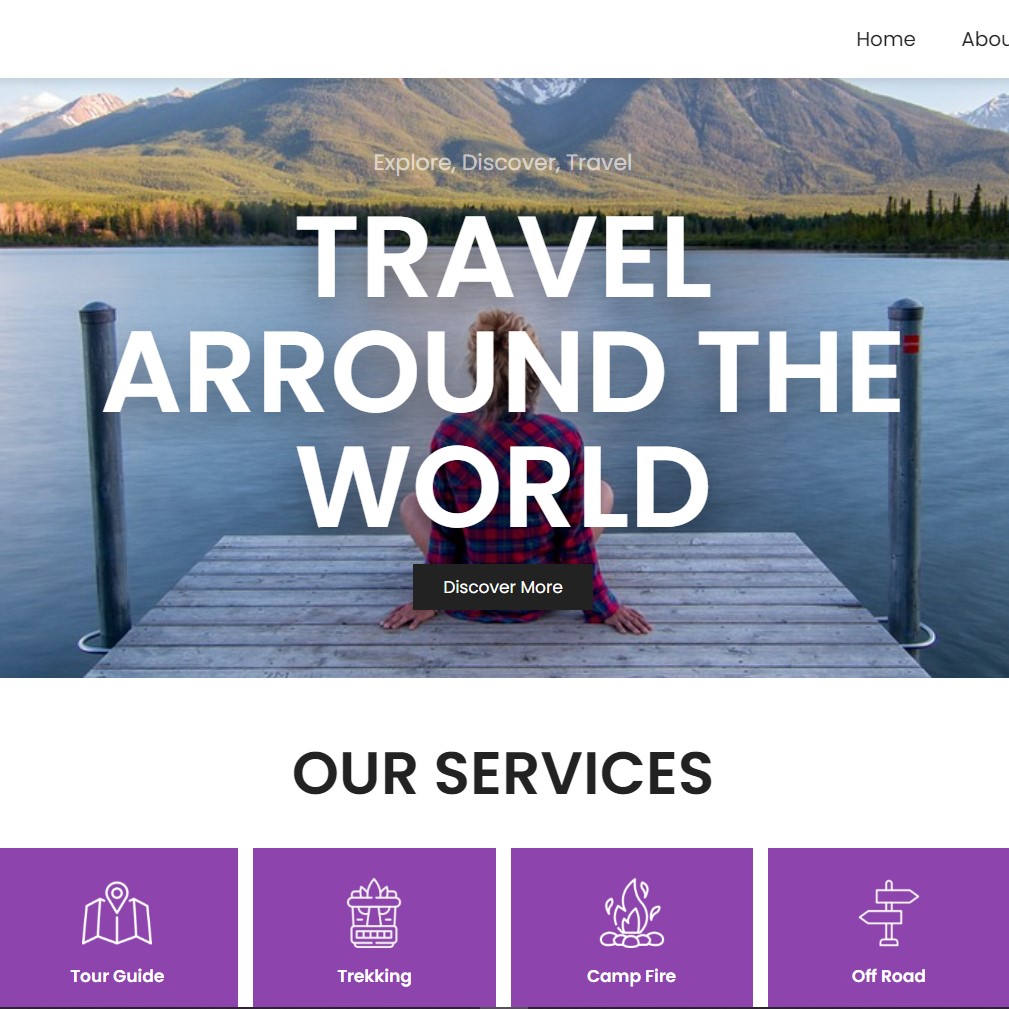 Home
Explore, Discover, Travel
TRAVEL
ARROUND THE
WORLD
Discover More
OUR SERVICES
Tour Guide
Trekking
Camp Fire
Off Road